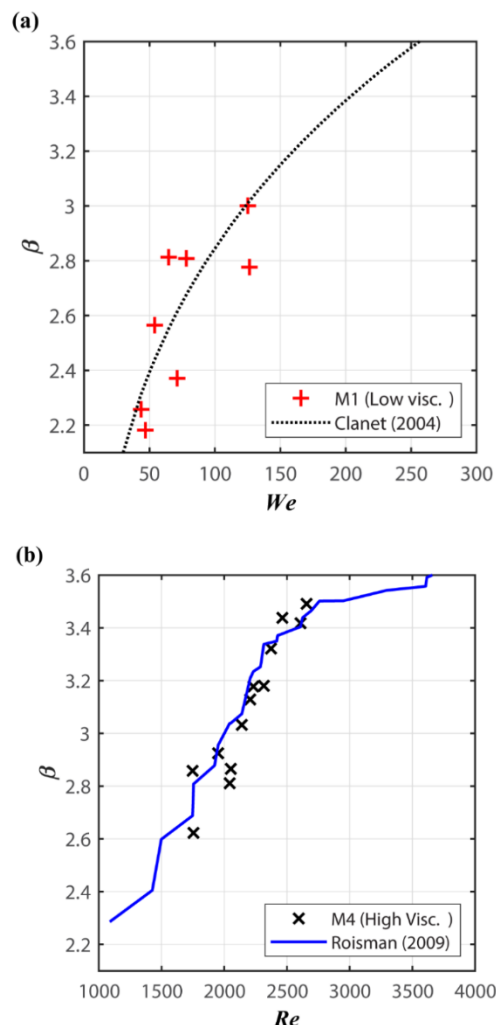 (a)
3.6
3.4
3.2
3
2.8
2.6
2.4
2.2
β
M1 (Low visc. )
Clanet (2004)
0 50 100 150 200 250 300
We
(b)
3.6
3.4
3.2
3
2.8
2.6
2.4
2.2
β
M4 (High Visc. )
Roisman (2009)
1000 1500 2000 2500 3000 3500 4000
Re